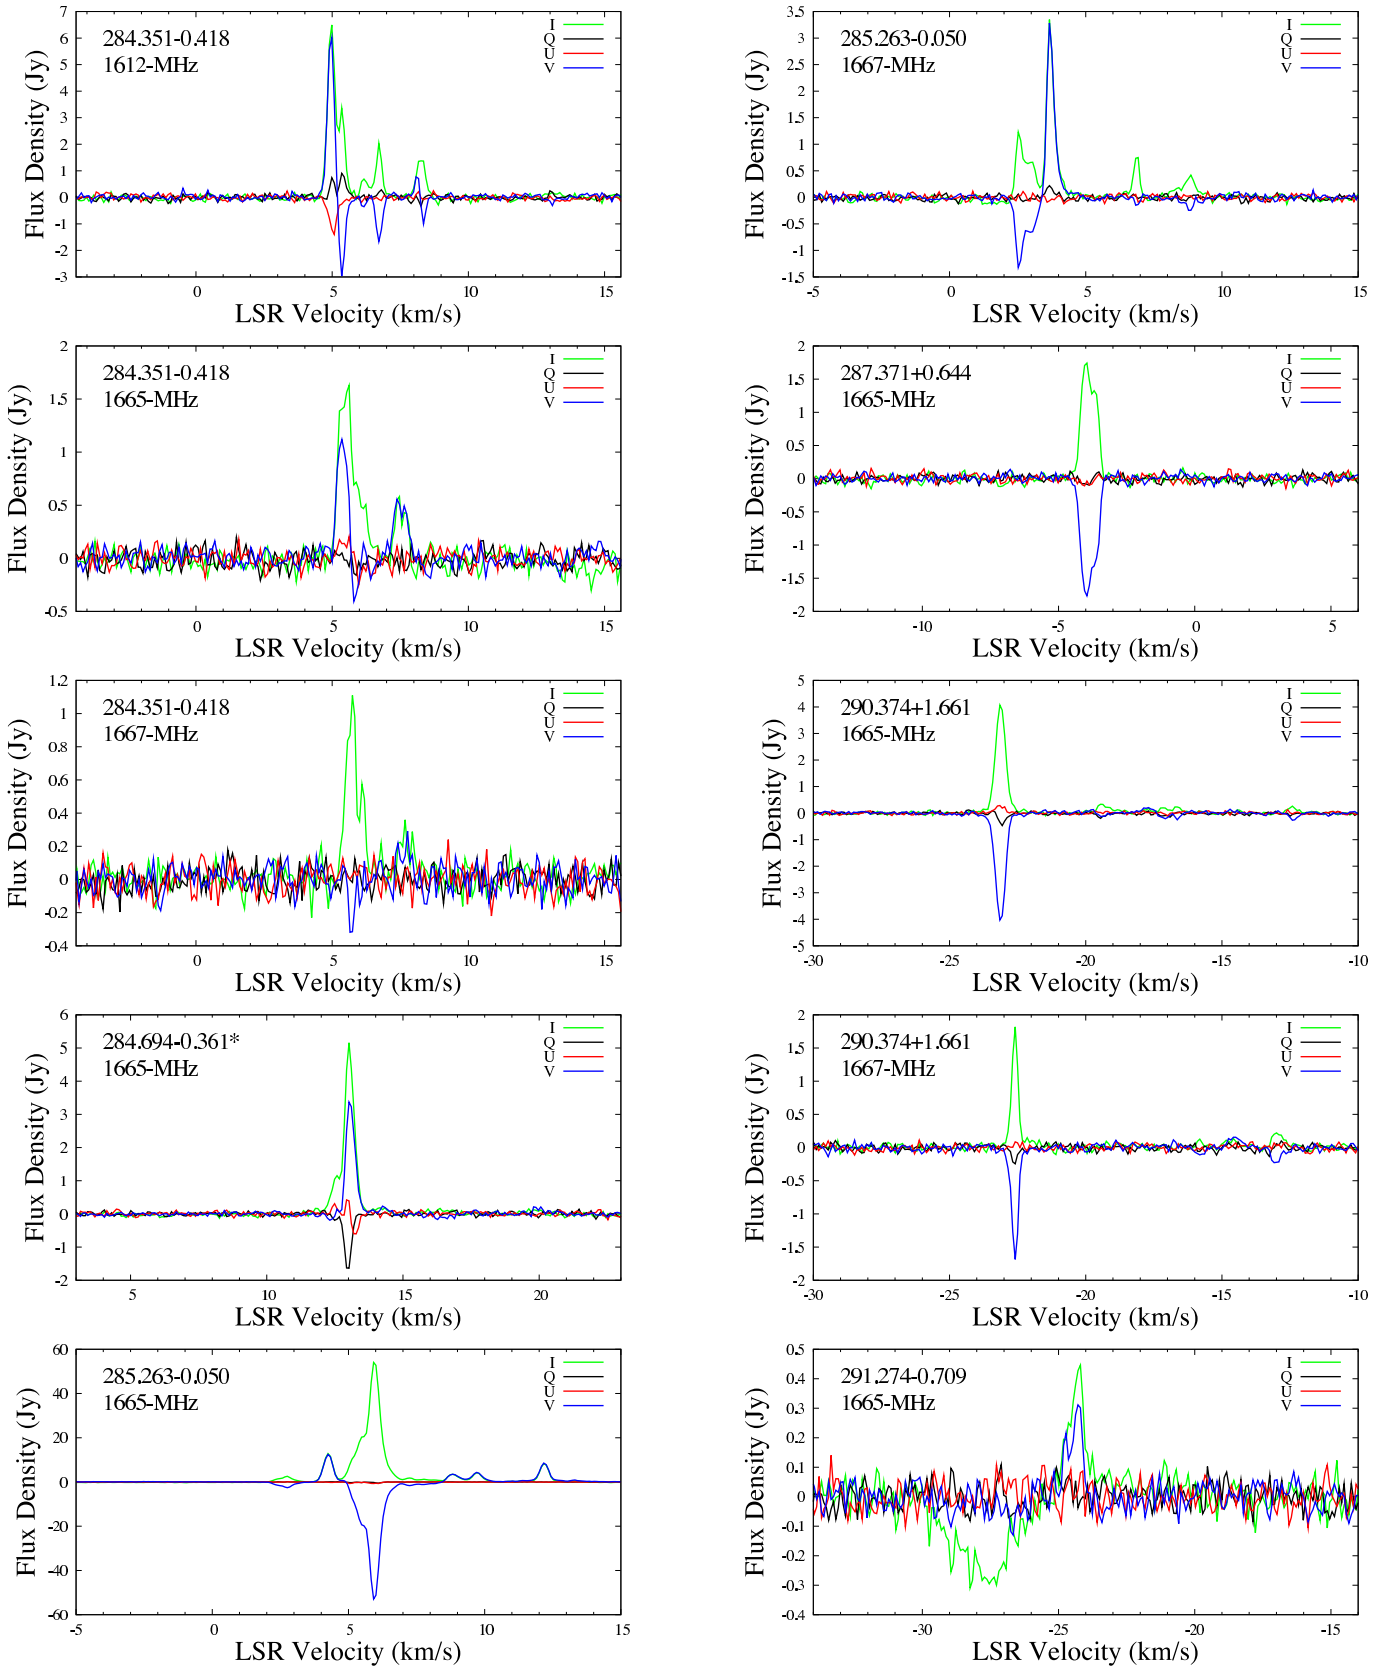 284.351-0.418
1612-MHz
I
Q
U
V
7
6
5
4
3
2
1
0
-1
-2
-3
Flux Density (Jy)
0
5
10
15
LSR Velocity (km/s)
285.263-0.050
1667-MHz
I
Q
U
V
3.5
3
2.5
2
1.5
1
0.5
0
-0.5
-1
-1.5
Flux Density (Jy)
-5
0
5
10
15
LSR Velocity (km/s)
284.351-0.418
1665-MHz
I
Q
U
V
2
1.5
1
0.5
0
-0.5
Flux Density (Jy)
0
5
10
15
LSR Velocity (km/s)
287.371+0.644
1665-MHz
I
Q
U
V
2
1.5
1
0.5
0
-0.5
-1
-1.5
-2
Flux Density (Jy)
-10
-5
0
5
LSR Velocity (km/s)
284.351-0.418
1667-MHz
I
Q
U
V
1.2
1
0.8
0.6
0.4
0.2
0
-0.2
-0.4
Flux Density (Jy)
0
5
10
15
LSR Velocity (km/s)
290.374+1.661
1665-MHz
I
Q
U
V
5
4
3
2
1
0
-1
-2
-3
-4
-5
Flux Density (Jy)
-30
-25
-20
-15
-10
LSR Velocity (km/s)
284.694-0.361*
1665-MHz
I
Q
U
V
6
5
4
3
2
1
0
-1
-2
Flux Density (Jy)
5
10
15
20
LSR Velocity (km/s)
290.374+1.661
1667-MHz
I
Q
U
V
2
1.5
1
0.5
0
-0.5
-1
-1.5
-2
Flux Density (Jy)
-30
-25
-20
-15
-10
LSR Velocity (km/s)
285.263-0.050
1665-MHz
I
Q
U
V
60
40
20
0
-20
-40
-60
Flux Density (Jy)
-5
0
5
10
15
LSR Velocity (km/s)
291.274-0.709
1665-MHz
I
Q
U
V
0.5
0.4
0.3
0.2
0.1
0
-0.1
-0.2
-0.3
-0.4
Flux Density (Jy)
-30
-25
-20
-15
LSR Velocity (km/s)